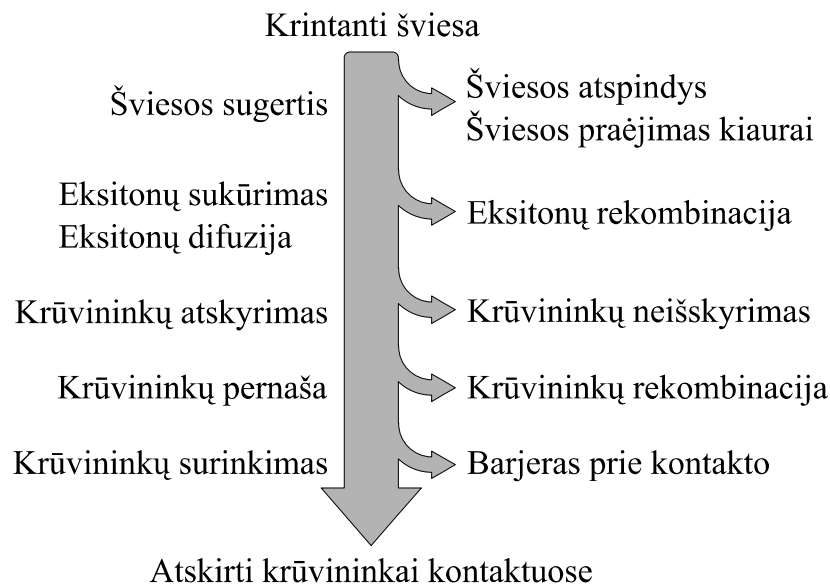 Krintanti šviesa
Šviesos sugertis
Šviesos atspindys
Šviesos praėjimas kiaurai
Eksitonų sukūrimas
Eksitonų difuzija
Eksitonų rekombinacija
Krūvininkų atskyrimas
Krūvininkų neišskyrimas
Krūvininkų pernaša
Krūvininkų rekombinacija
Krūvininkų surinkimas
Barjeras prie kontakto
Atskirti krūvininkai kontaktuose